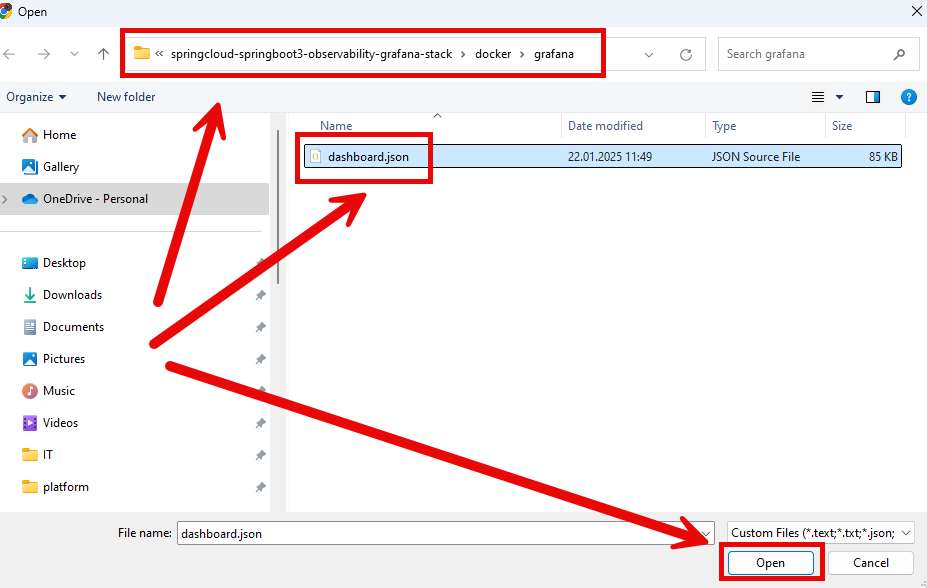 Open
« springcloud-springboot3-observability-grafana-stack › docker › grafana
Search grafana
Organize
New folder
?
Name
Date modified
Type
Size
dashboard.json
22.01.2025 11:49
JSON Source File
85 KB
Home
Gallery
OneDrive - Personal
Desktop
Downloads
Documents
Pictures
Music
Videos
IT
platform
File name:
dashboard.json
Custom Files (*.text;*.txt;*.json;
Open
Cancel